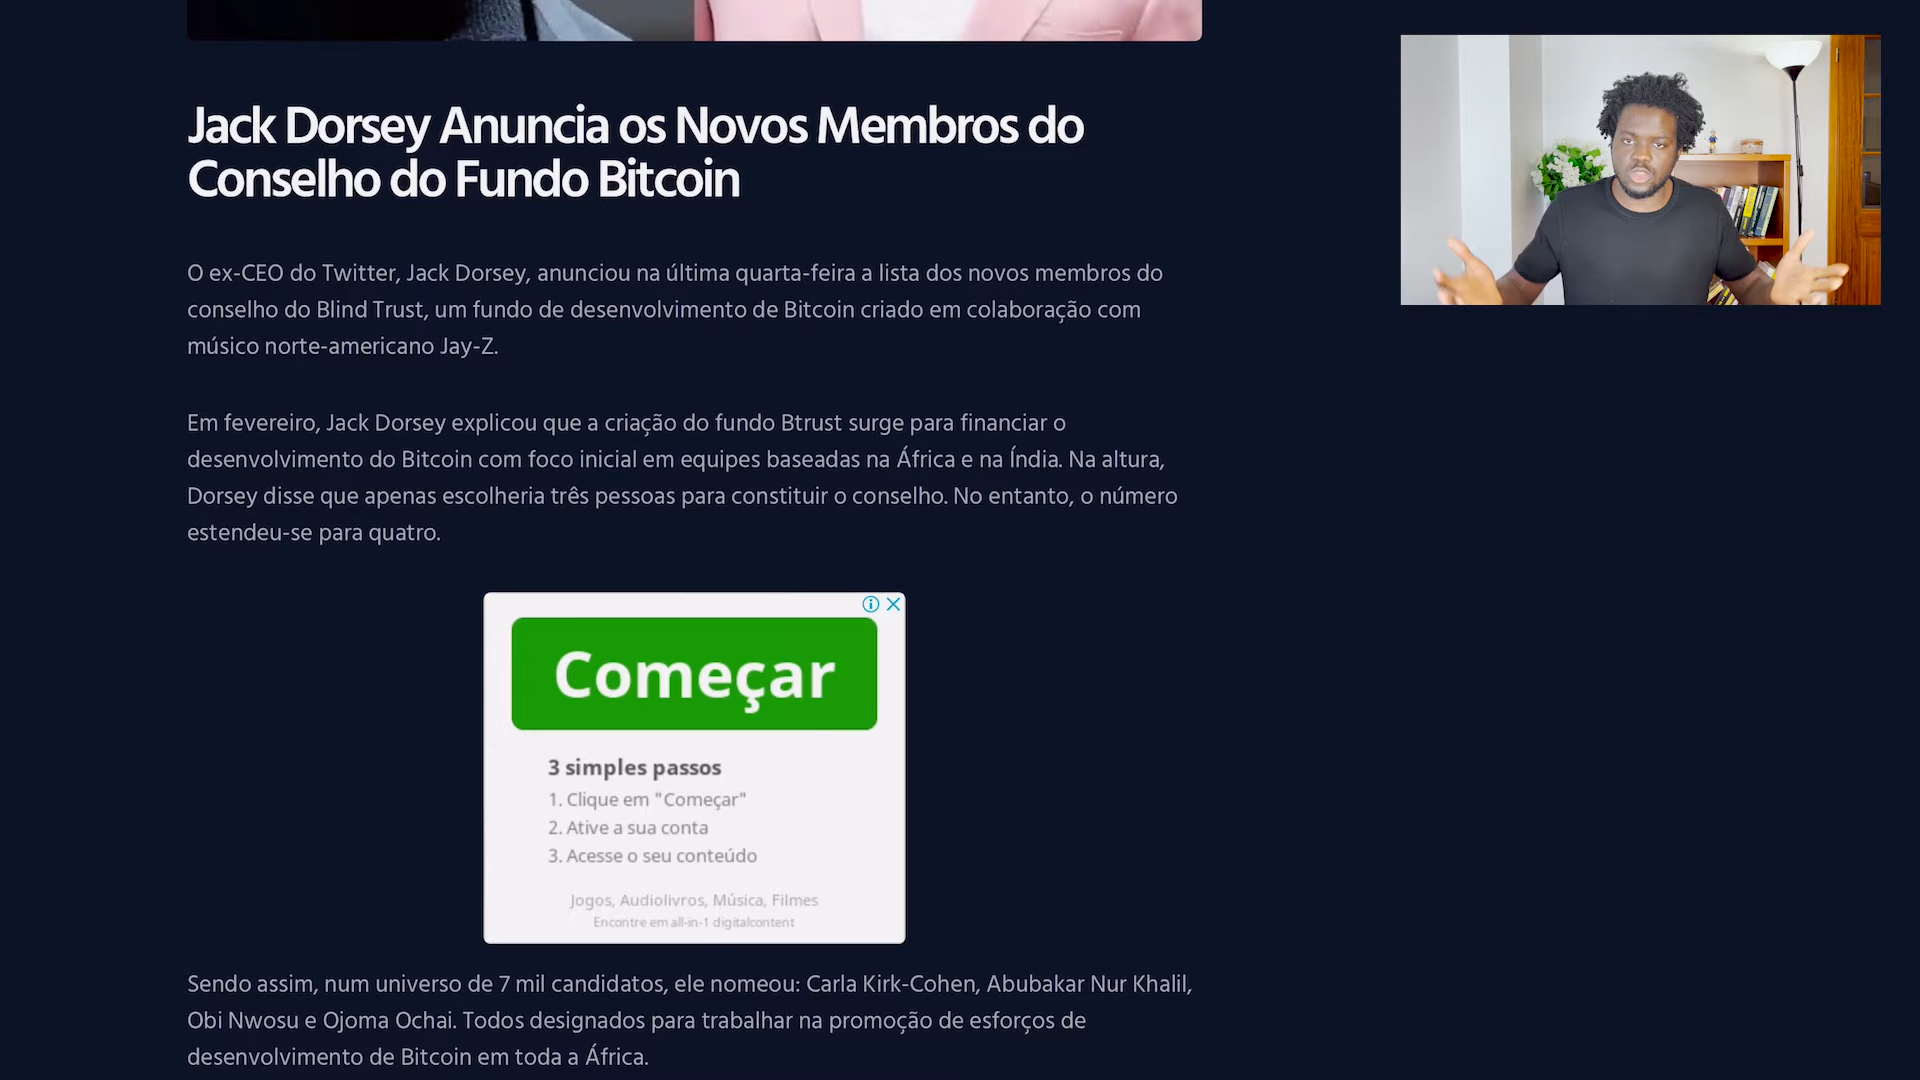 Jack Dorsey Anuncia os Novos Membros do
Conselho do Fundo Bitcoin
O ex-CEO do Twitter, Jack Dorsey, anunciou na última quarta-feira a lista dos novos membros do
conselho do Blind Trust, um fundo de desenvolvimento de Bitcoin criado em colaboração com
músico norte-americano Jay-Z.
Em fevereiro, Jack Dorsey explicou que a criação do fundo Btrust surge para financiar o
desenvolvimento do Bitcoin com foco inicial em equipes baseadas na África e na Índia. Na altura,
Dorsey disse que apenas escolheria três pessoas para constituir o conselho. No entanto, o número
estendeu-se para quatro.
Começar
3 simples passos
1. Clique em "Começar"
2. Ative a sua conta
3. Acesse o seu conteúdo
Jogos, Audiolivros, Música, Filmes
Encontre em all-in-1 digitalcontent
Sendo assim, num universo de 7 mil candidatos, ele nomeou: Carla Kirk-Cohen, Abubakar Nur Khalil,
Obi Nwosu e Ojoma Ochai. Todos designados para trabalhar na promoção de esforços de
desenvolvimento de Bitcoin em toda a África.